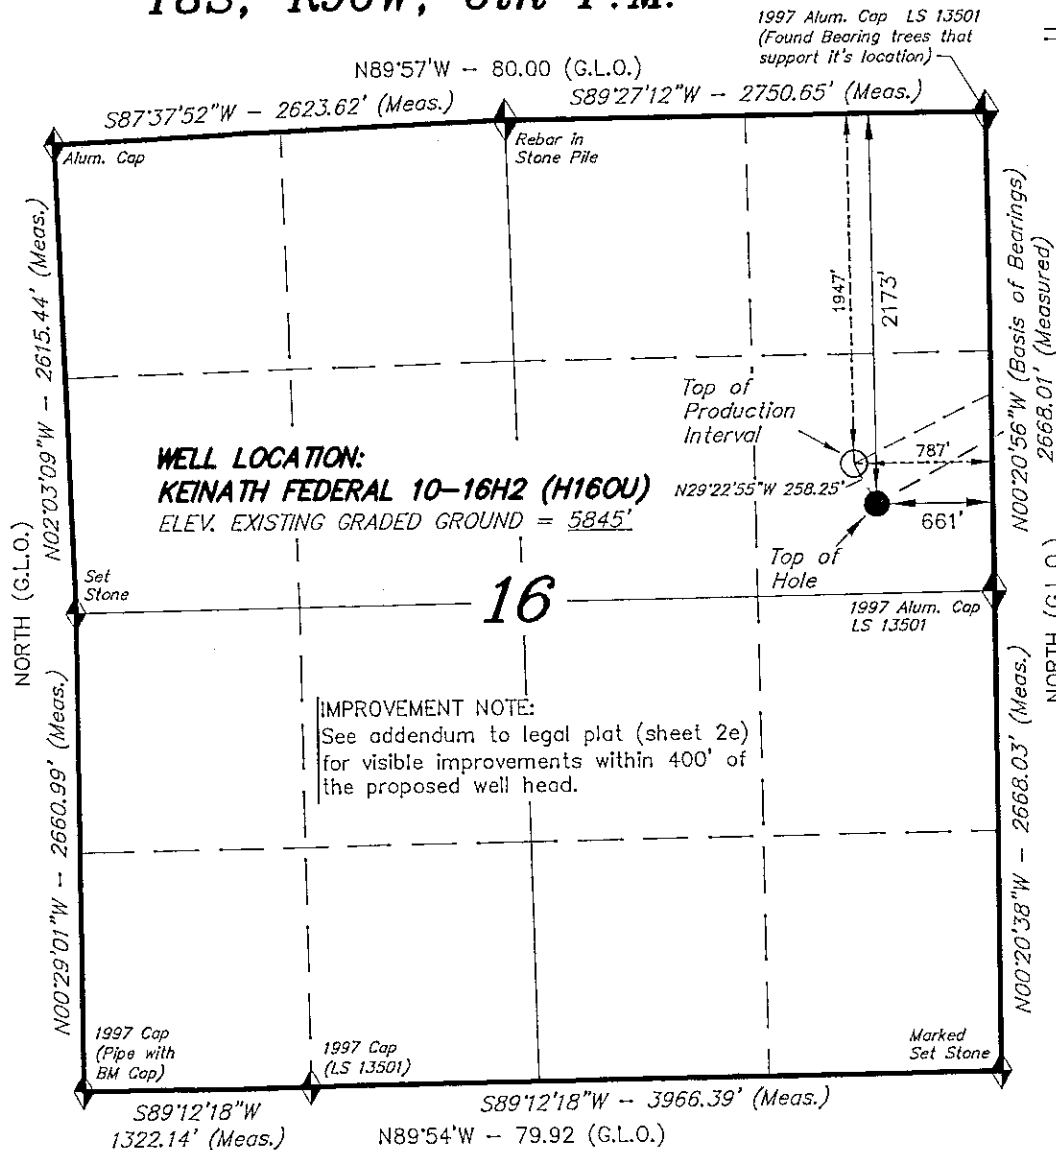 T8S, R90W, 6th P.M.
1997 Alum. Cap LS 13501
(Found Bearing trees that
support it's location)
N89°57'W - 80.00 (G.L.O.)
S87°37'52"W - 2623.62' (Meas.)
S89°27'12"W - 2750.65' (Meas.)
Alum. Cap
Rebar in
Stone Pile
N02°03'09"W - 2615.44' (Meas.)
NORTH (G.L.O.)
1947'
2173'
N00°20'56"W (Basis of Bearings)
2668.01' (Measured)
Top of
Production
Interval
WELL LOCATION:
KEINATH FEDERAL 10-16H2 (H16OU)
ELEV. EXISTING GRADED GROUND = 5845'
787'
N29°22'55"W 258.25'
661'
Top of
Hole
Set
Stone
16
1997 Alum. Cap
LS 13501
NORTH (G.L.O.)
IMPROVEMENT NOTE:
See addendum to legal plat (sheet 2e)
for visible improvements within 400' of
the proposed well head.
N00°29'01"W - 2660.99' (Meas.)
N00°20'38"W - 2668.03' (Meas.)
1997 Cap
(Pipe with
BM Cap)
1997 Cap
(LS 13501)
Marked
Set Stone
S89°12'18"W
1322.14' (Meas.)
S89°12'18"W - 3966.39' (Meas.)
N89°54'W - 79.92 (G.L.O.)